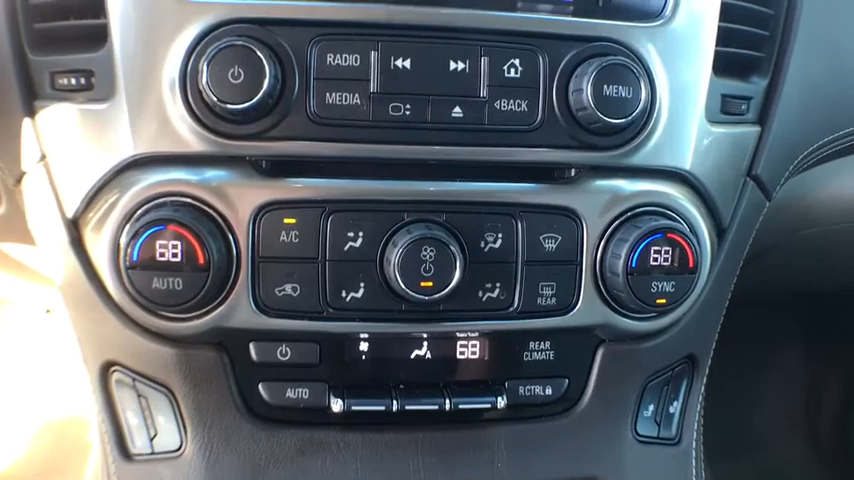 RADIO
MEDIA
BACK
MENU
68
AUTO
A/C
REAR
68
SYNC
68
REAR
CLIMATE
AUTO
R CTRL